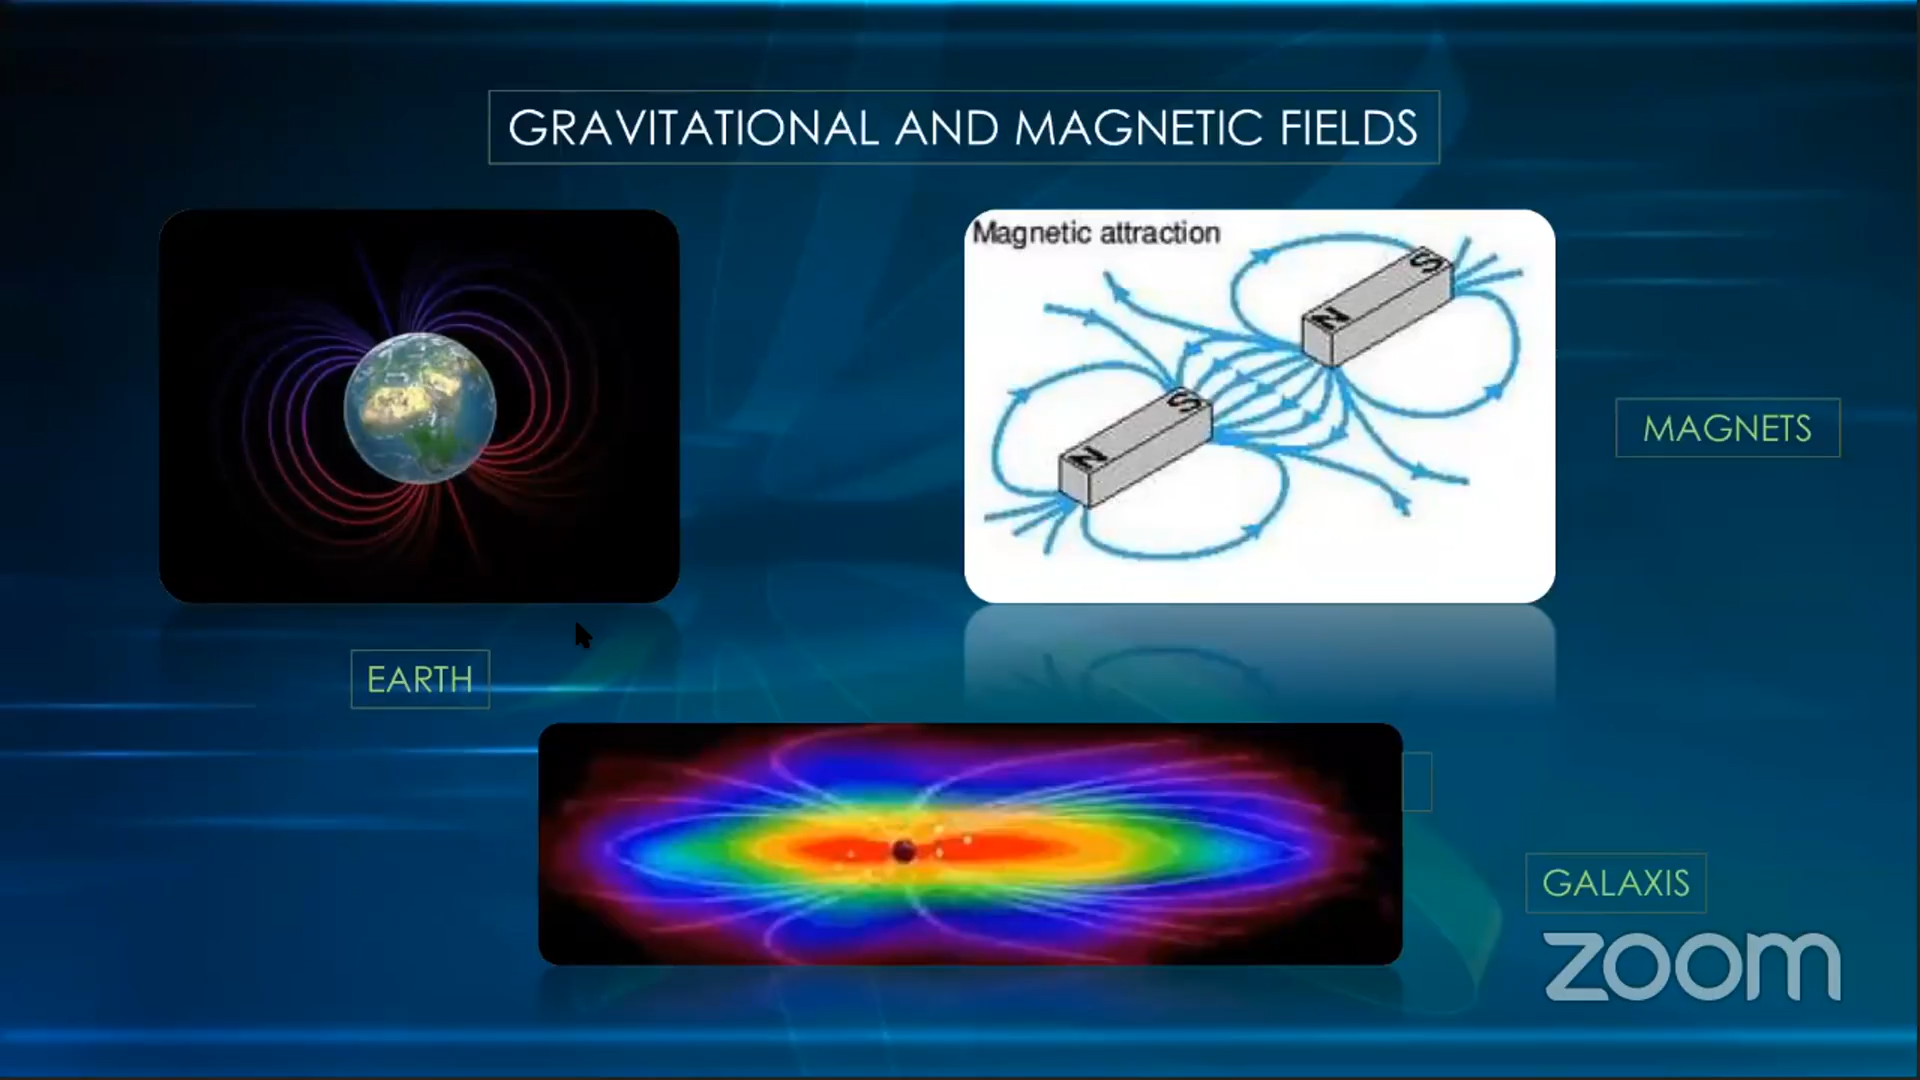 GRAVITATIONAL AND MAGNETIC FIELDS
Magnetic attraction
S
N
S
N
MAGNETS
EARTH
GALAXIS
zoom